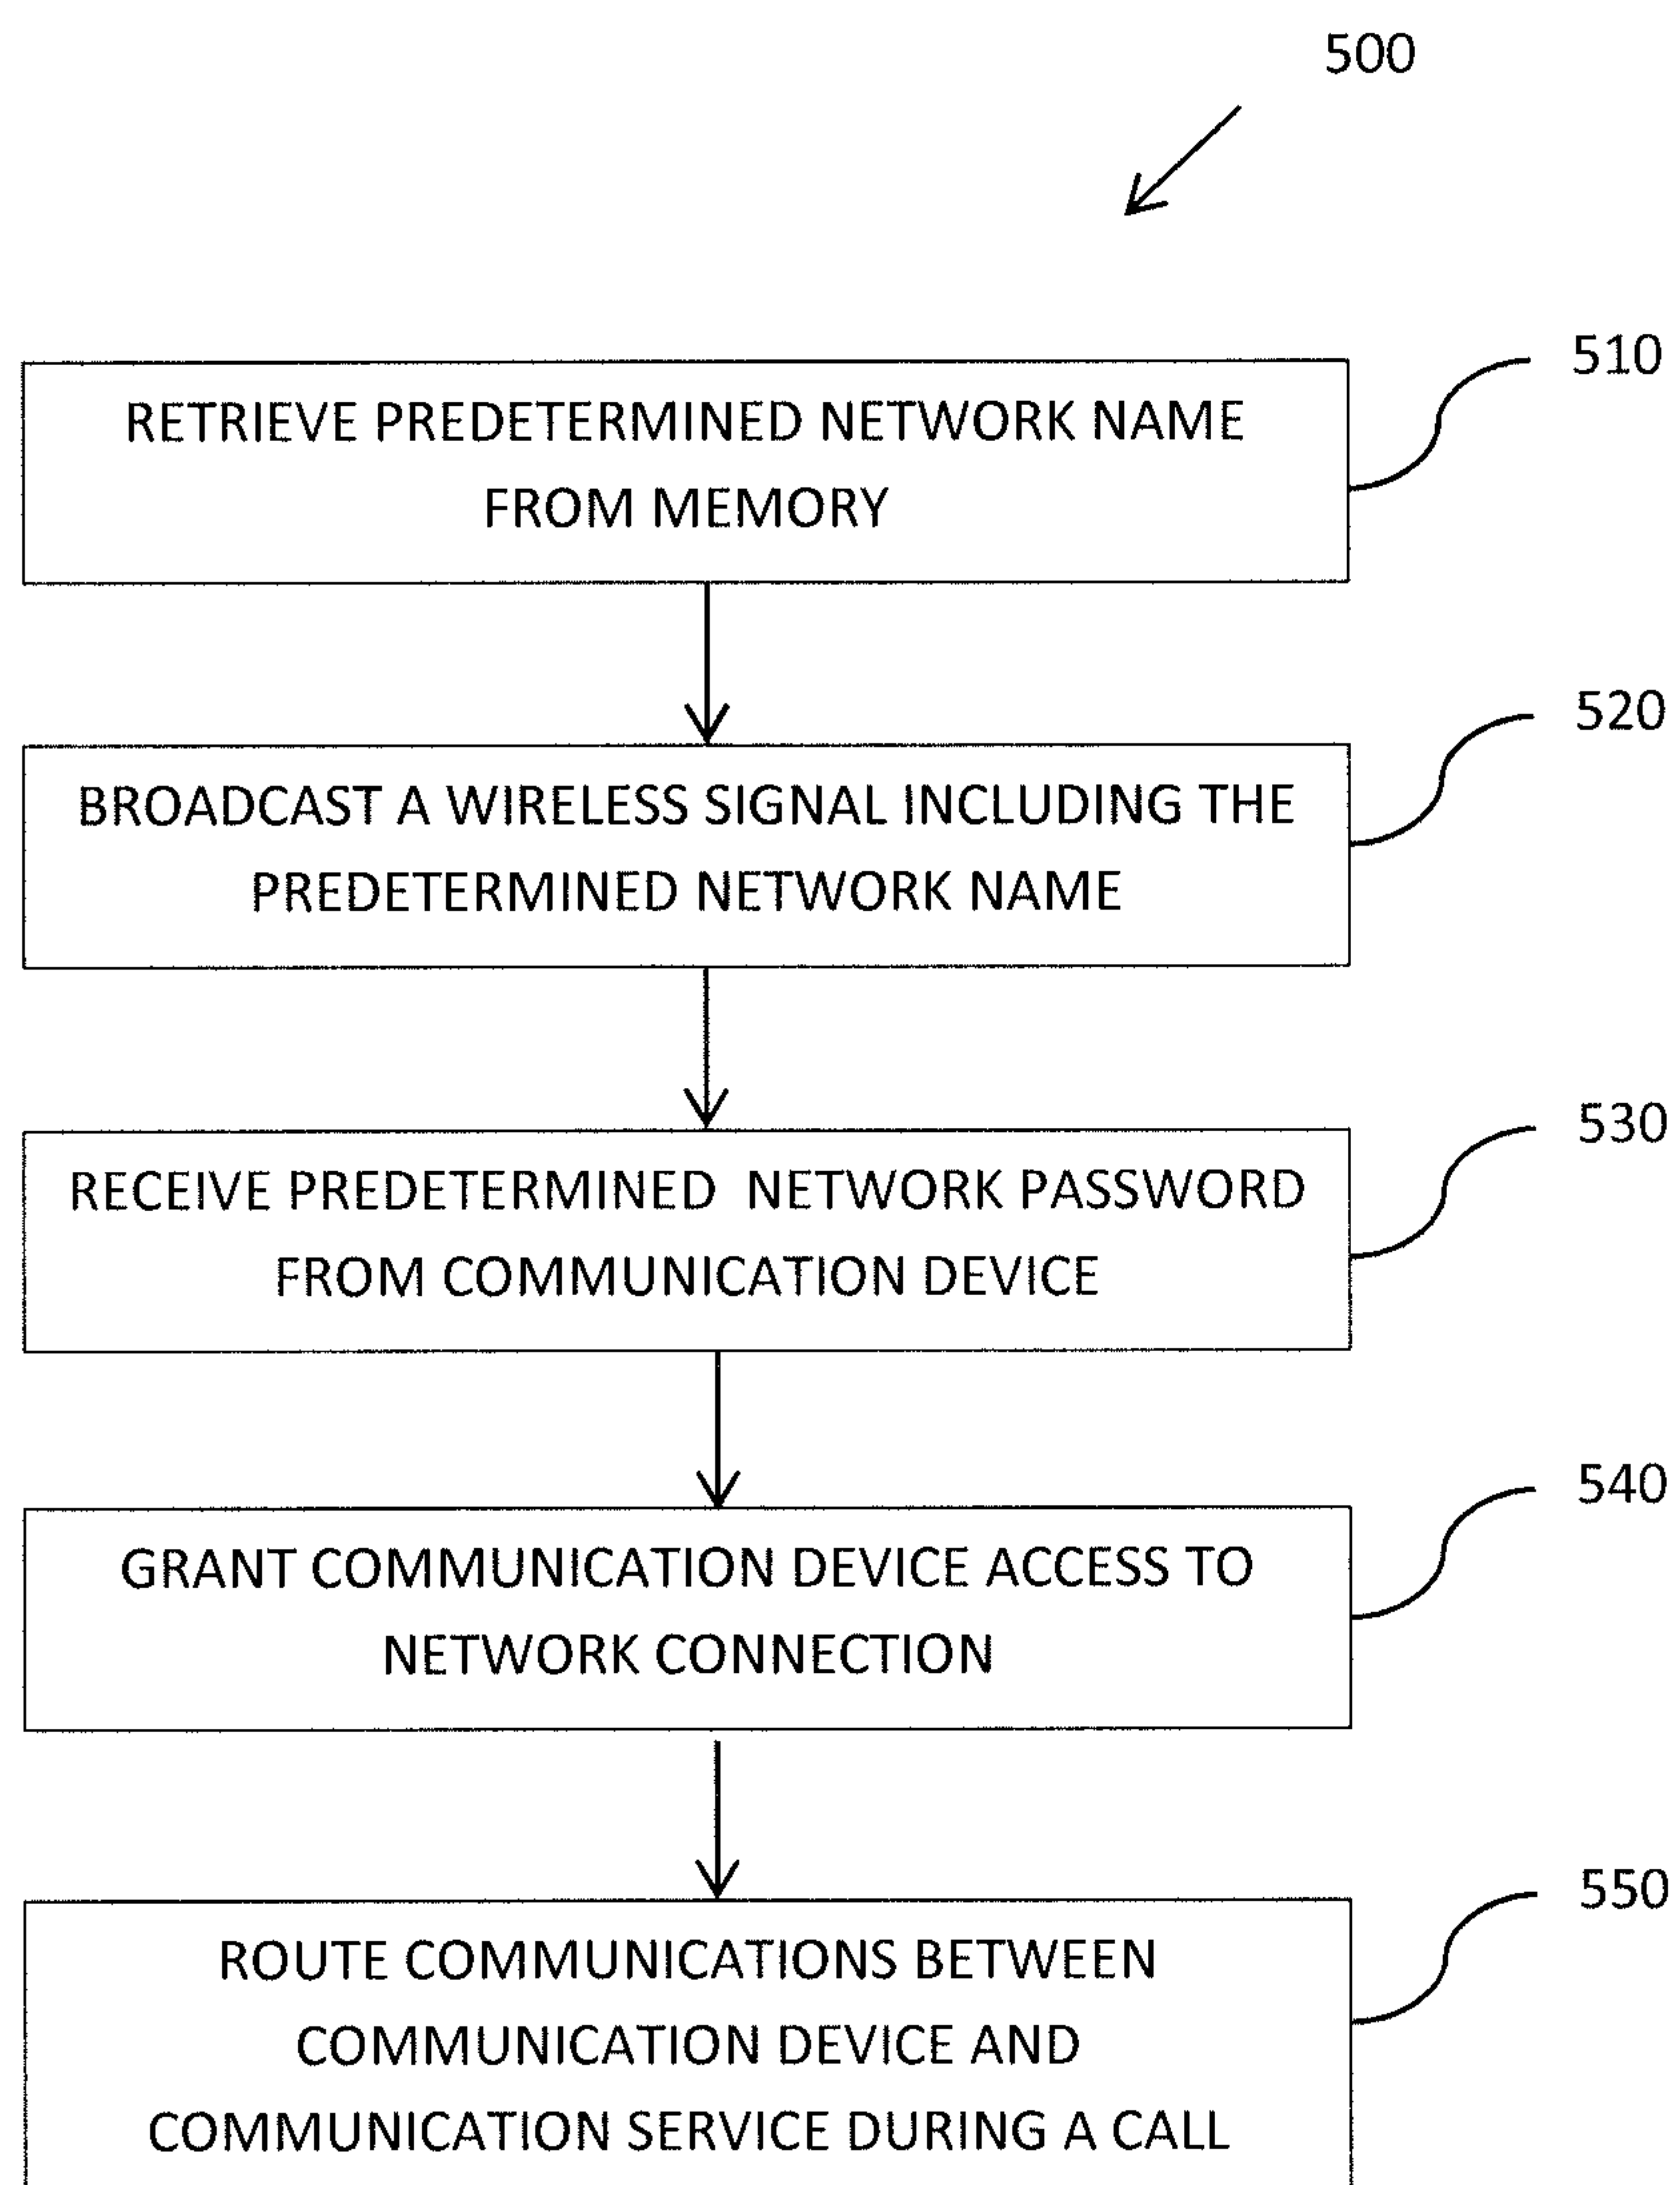 500
510
RETRIEVE PREDETERMINED NETWORK NAME
FROM MEMORY
520
BROADCAST A WIRELESS SIGNAL INCLUDING THE
PREDETERMINED NETWORK NAME
530
RECEIVE PREDETERMINED NETWORK PASSWORD
FROM COMMUNICATION DEVICE
540
GRANT COMMUNICATION DEVICE ACCESS TO
NETWORK CONNECTION
550
ROUTE COMMUNICATIONS BETWEEN
COMMUNICATION DEVICE AND
COMMUNICATION SERVICE DURING A CALL